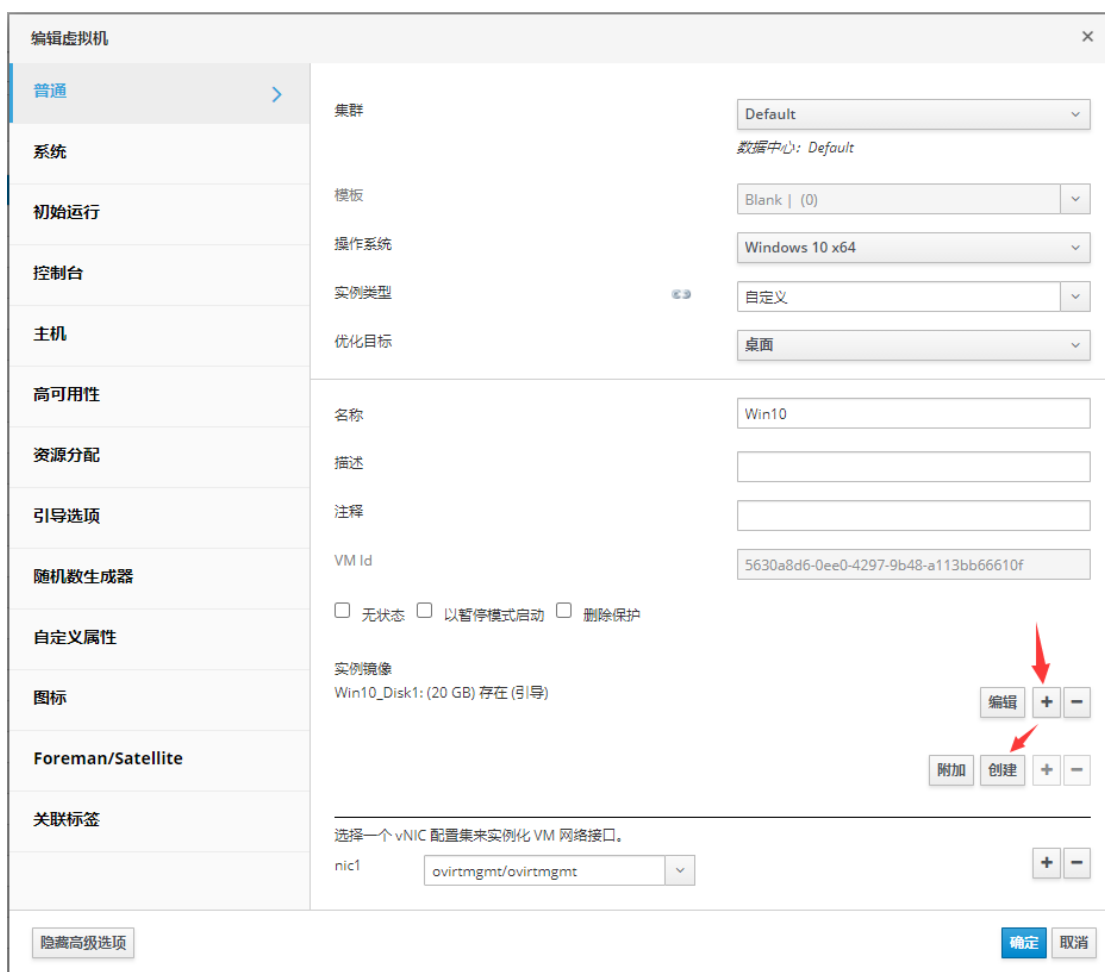 编辑虚拟机
普通
系统
初始运行
控制台
主机
高可用性
资源分配
引导选项
随机数生成器
自定义属性
图标
Foreman/Satellite
关联标签
集群
Default
数据中心: Default
模板
Blank | (0)
操作系统
Windows 10 x64
实例类型
自定义
优化目标
桌面
名称
Win10
描述
注释
VM Id
5630a8d6-0ee0-4297-9b48-a113bb66610f
无状态 以暂停模式启动 删除保护
实例镜像
Win10_Disk1: (20 GB) 存在 (引导)
编辑 + −
附加 创建 + −
选择一个 vNIC 配置集来实例化 VM 网络接口。
nic1 ovirtmgmt/ovirtmgmt + −
隐藏高级选项 确定 取消